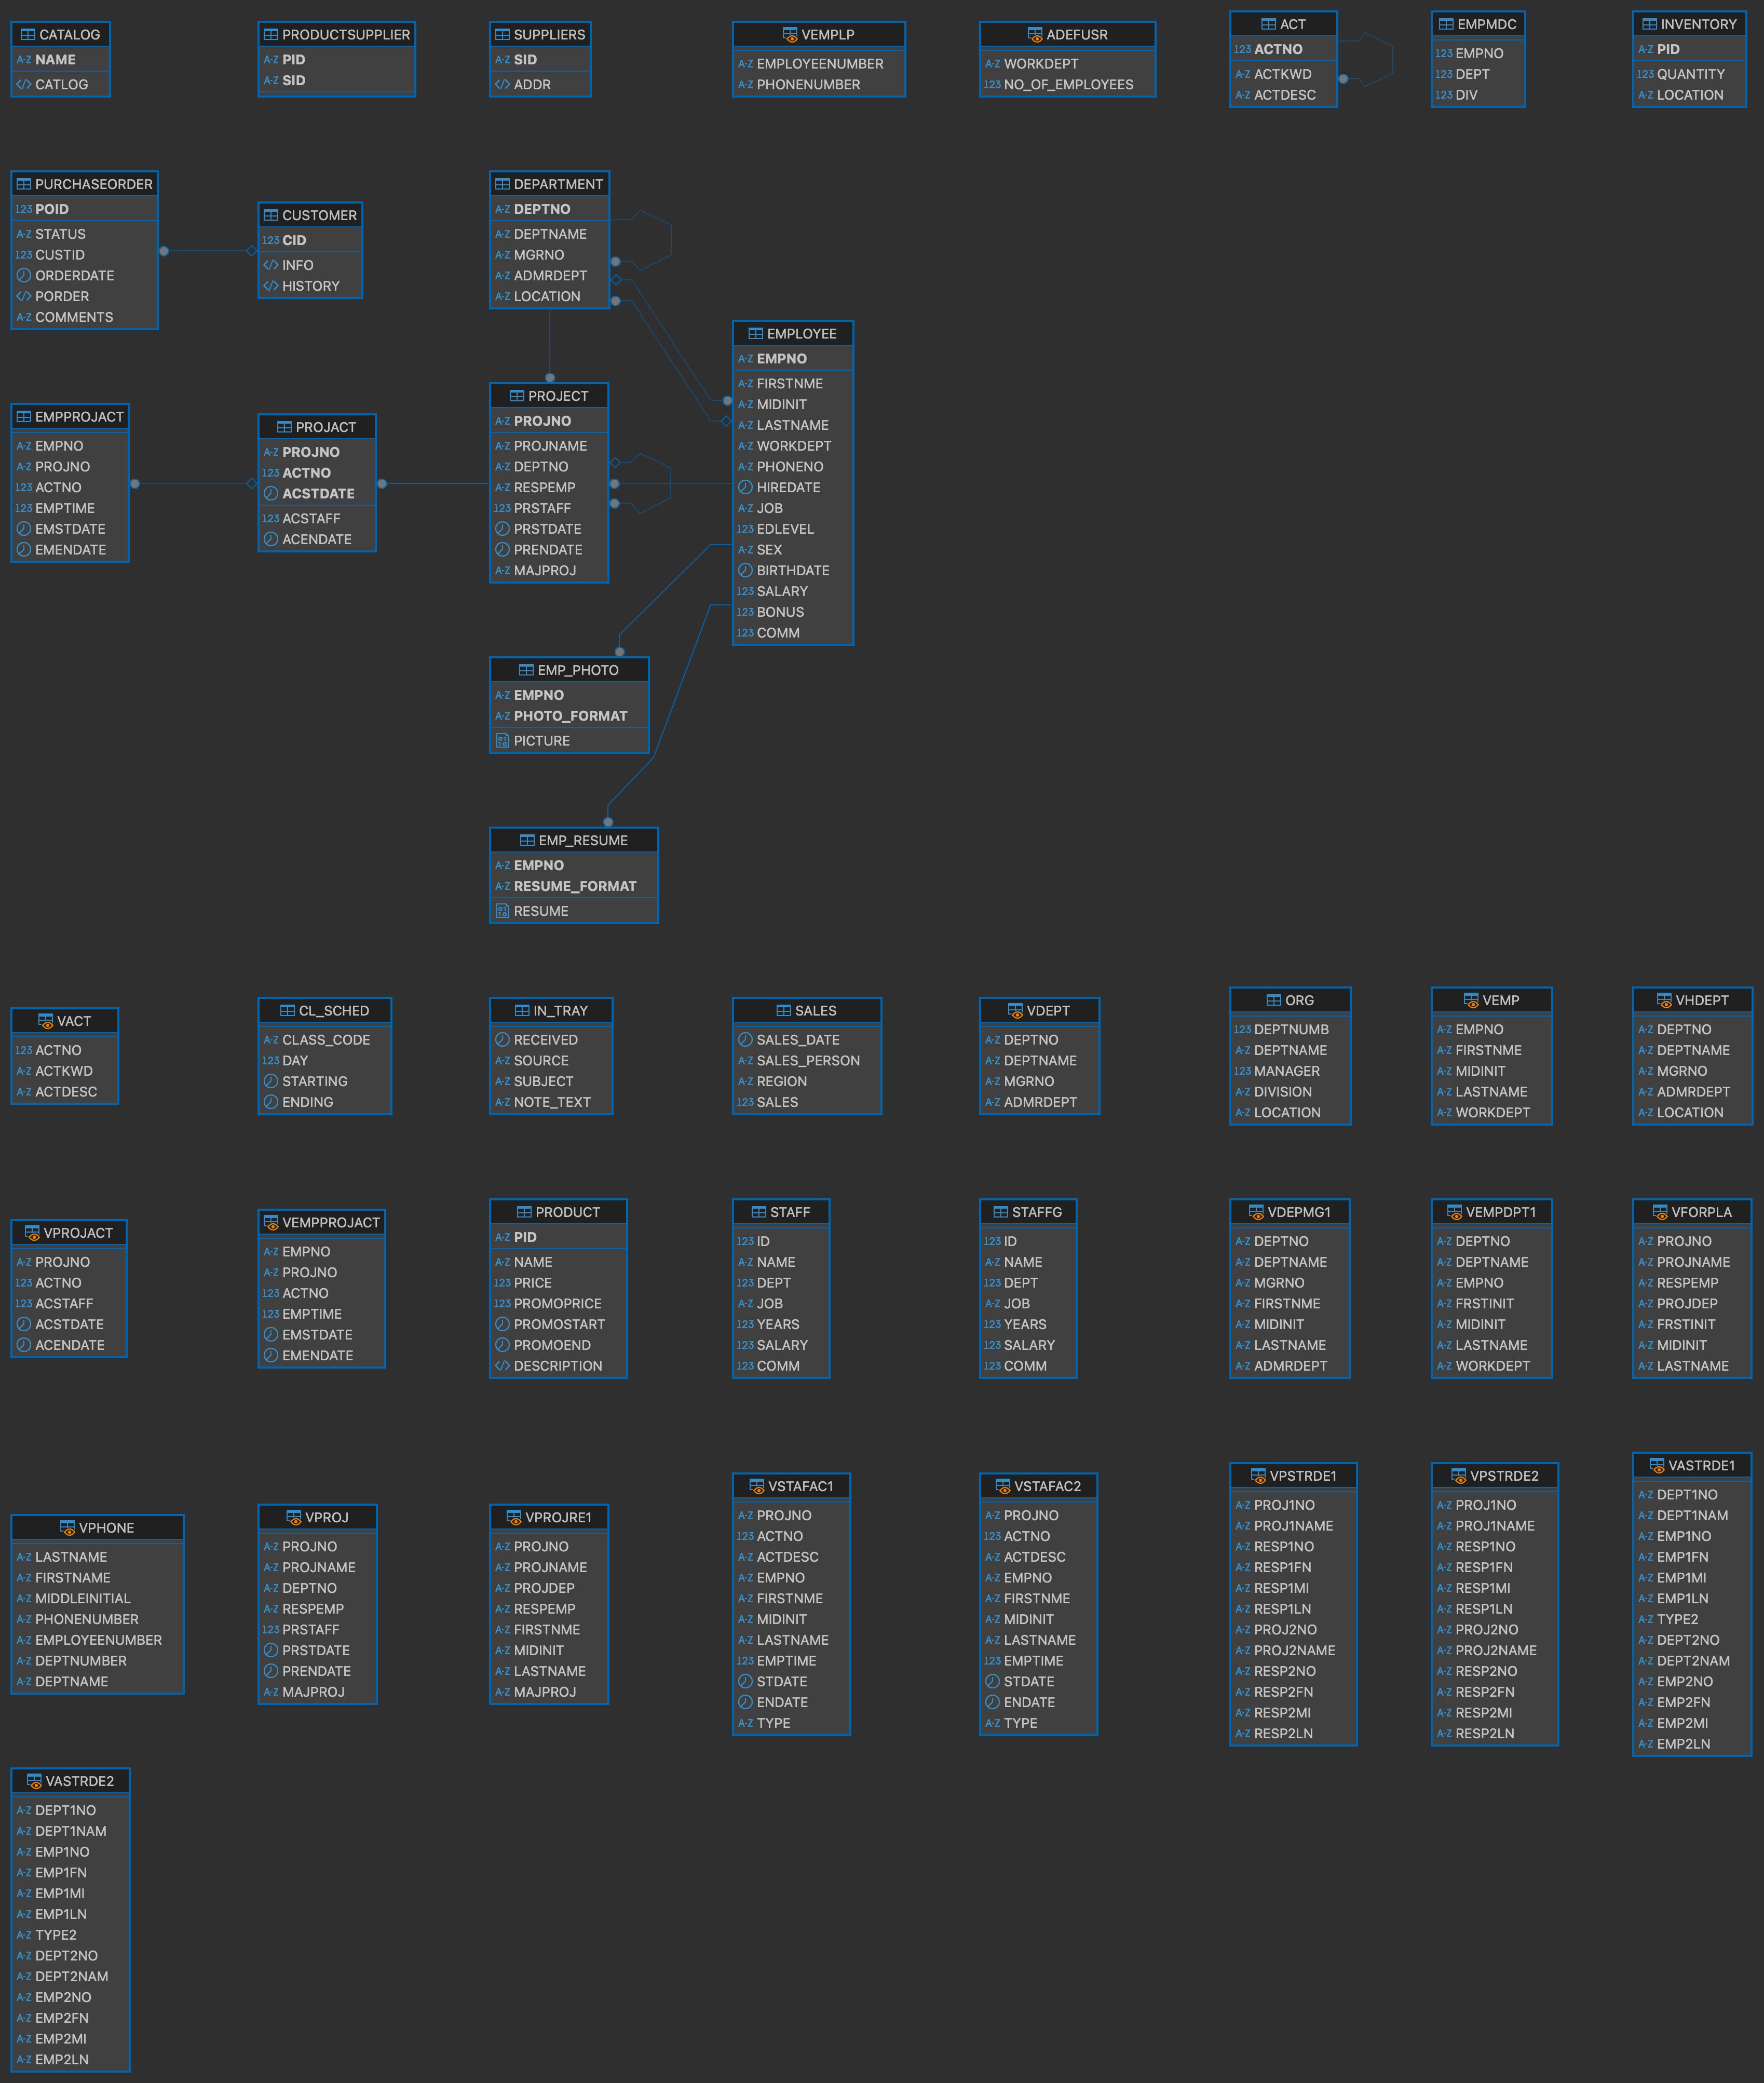 CATALOG
A-Z NAME
</> CATLOG
PRODUCTSUPPLIER
A-Z PID
A-Z SID
SUPPLIERS
A-Z SID
</> ADDR
VEMPLP
A-Z EMPLOYEENUMBER
A-Z PHONENUMBER
ADEFUSR
A-Z WORKDEPT
123 NO_OF_EMPLOYEES
ACT
123 ACTNO
A-Z ACTKWD
A-Z ACTDESC
EMPMDC
123 EMPNO
123 DEPT
123 DIV
INVENTORY
A-Z PID
123 QUANTITY
A-Z LOCATION
PURCHASEORDER
123 POID
A-Z STATUS
123 CUSTID
ORDERDATE
</> PORDER
A-Z COMMENTS
CUSTOMER
123 CID
</> INFO
</> HISTORY
DEPARTMENT
A-Z DEPTNO
A-Z DEPTNAME
A-Z MGRNO
A-Z ADMRDEPT
A-Z LOCATION
EMPLOYEE
A-Z EMPNO
A-Z FIRSTNME
A-Z MIDINIT
A-Z LASTNAME
A-Z WORKDEPT
A-Z PHONENO
HIREDATE
A-Z JOB
123 EDLEVEL
A-Z SEX
BIRTHDATE
123 SALARY
123 BONUS
123 COMM
EMPPROJACT
A-Z EMPNO
A-Z PROJNO
123 ACTNO
123 EMPTIME
EMSTDATE
EMENDATE
PROJACT
A-Z PROJNO
123 ACTNO
ACSTDATE
123 ACSTAFF
ACENDATE
PROJECT
A-Z PROJNO
A-Z PROJNAME
A-Z DEPTNO
A-Z RESPEMP
123 PRSTAFF
PRSTDATE
PRENDATE
A-Z MAJPROJ
EMP_PHOTO
A-Z EMPNO
A-Z PHOTO_FORMAT
PICTURE
EMP_RESUME
A-Z EMPNO
A-Z RESUME_FORMAT
RESUME
VACT
123 ACTNO
A-Z ACTKWD
A-Z ACTDESC
CL_SCHED
A-Z CLASS_CODE
123 DAY
STARTING
ENDING
IN_TRAY
RECEIVED
A-Z SOURCE
A-Z SUBJECT
A-Z NOTE_TEXT
SALES
SALES_DATE
A-Z SALES_PERSON
A-Z REGION
123 SALES
VDEPT
A-Z DEPTNO
A-Z DEPTNAME
A-Z MGRNO
A-Z ADMRDEPT
ORG
123 DEPTNUMB
A-Z DEPTNAME
123 MANAGER
A-Z DIVISION
A-Z LOCATION
VEMP
A-Z EMPNO
A-Z FIRSTNME
A-Z MIDINIT
A-Z LASTNAME
A-Z WORKDEPT
VHDEPT
A-Z DEPTNO
A-Z DEPTNAME
A-Z MGRNO
A-Z ADMRDEPT
A-Z LOCATION
VPROJACT
A-Z PROJNO
123 ACTNO
123 ACSTAFF
ACSTDATE
ACENDATE
VEMPPROJACT
A-Z EMPNO
A-Z PROJNO
123 ACTNO
123 EMPTIME
EMSTDATE
EMENDATE
PRODUCT
A-Z PID
A-Z NAME
123 PRICE
123 PROMOPRICE
PROMOSTART
PROMOEND
</> DESCRIPTION
STAFF
123 ID
A-Z NAME
123 DEPT
A-Z JOB
123 YEARS
123 SALARY
123 COMM
STAFFG
123 ID
A-Z NAME
123 DEPT
A-Z JOB
123 YEARS
123 SALARY
123 COMM
VDEPMG1
A-Z DEPTNO
A-Z DEPTNAME
A-Z MGRNO
A-Z FIRSTNME
A-Z MIDINIT
A-Z LASTNAME
A-Z ADMRDEPT
VEMPDPT1
A-Z DEPTNO
A-Z DEPTNAME
A-Z EMPNO
A-Z FRSTINIT
A-Z MIDINIT
A-Z LASTNAME
A-Z WORKDEPT
VFORPLA
A-Z PROJNO
A-Z PROJNAME
A-Z RESPEMP
A-Z PROJDEP
A-Z FRSTINIT
A-Z MIDINIT
A-Z LASTNAME
VPHONE
A-Z LASTNAME
A-Z FIRSTNAME
A-Z MIDDLEINITIAL
A-Z PHONENUMBER
A-Z EMPLOYEENUMBER
A-Z DEPTNUMBER
A-Z DEPTNAME
VPROJ
A-Z PROJNO
A-Z PROJNAME
A-Z DEPTNO
A-Z RESPEMP
123 PRSTAFF
PRSTDATE
PRENDATE
A-Z MAJPROJ
VPROJRE1
A-Z PROJNO
A-Z PROJNAME
A-Z PROJDEP
A-Z RESPEMP
A-Z FIRSTNME
A-Z MIDINIT
A-Z LASTNAME
A-Z MAJPROJ
VSTAFAC1
A-Z PROJNO
123 ACTNO
A-Z ACTDESC
A-Z EMPNO
A-Z FIRSTNME
A-Z MIDINIT
A-Z LASTNAME
123 EMPTIME
STDATE
ENDATE
A-Z TYPE
VSTAFAC2
A-Z PROJNO
123 ACTNO
A-Z ACTDESC
A-Z EMPNO
A-Z FIRSTNME
A-Z MIDINIT
A-Z LASTNAME
123 EMPTIME
STDATE
ENDATE
A-Z TYPE
VPSTRDE1
A-Z PROJ1NO
A-Z PROJ1NAME
A-Z RESP1NO
A-Z RESP1FN
A-Z RESP1MI
A-Z RESP1LN
A-Z PROJ2NO
A-Z PROJ2NAME
A-Z RESP2NO
A-Z RESP2FN
A-Z RESP2MI
A-Z RESP2LN
VPSTRDE2
A-Z PROJ1NO
A-Z PROJ1NAME
A-Z RESP1NO
A-Z RESP1FN
A-Z RESP1MI
A-Z RESP1LN
A-Z PROJ2NO
A-Z PROJ2NAME
A-Z RESP2NO
A-Z RESP2FN
A-Z RESP2MI
A-Z RESP2LN
VASTRDE1
A-Z DEPT1NO
A-Z DEPT1NAM
A-Z EMP1NO
A-Z EMP1FN
A-Z EMP1MI
A-Z EMP1LN
A-Z TYPE2
A-Z DEPT2NO
A-Z DEPT2NAM
A-Z EMP2NO
A-Z EMP2FN
A-Z EMP2MI
A-Z EMP2LN
VASTRDE2
A-Z DEPT1NO
A-Z DEPT1NAM
A-Z EMP1NO
A-Z EMP1FN
A-Z EMP1MI
A-Z EMP1LN
A-Z TYPE2
A-Z DEPT2NO
A-Z DEPT2NAM
A-Z EMP2NO
A-Z EMP2FN
A-Z EMP2MI
A-Z EMP2LN